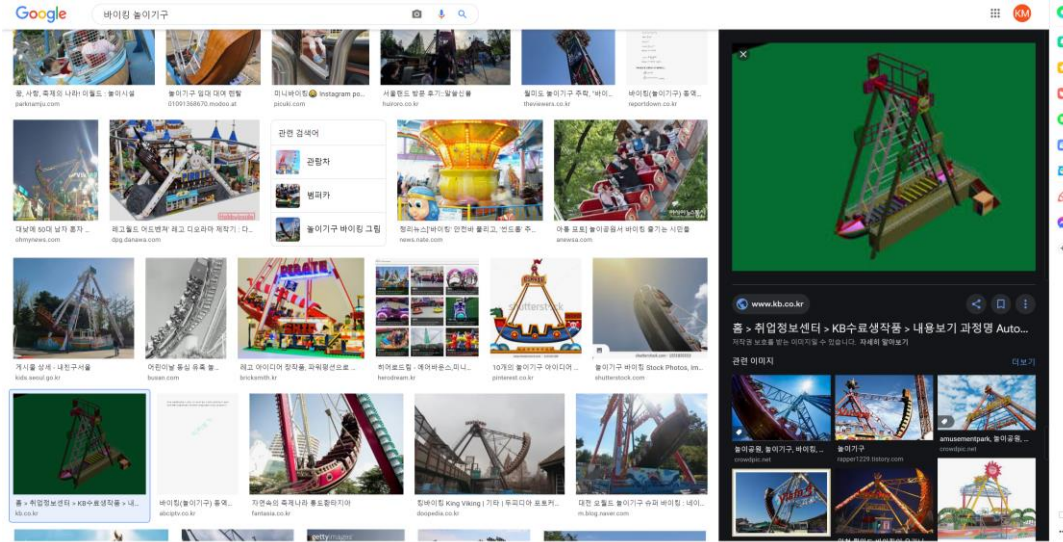 Google
바이킹 놀이기구
KM
꿈, 사랑, 축제의 나라! 이월드 : 놀이시설
parknamju.com
놀이기구 임대 대여 렌탈
01091368670.modoo.at
미니바이킹😂 Instagram po...
picuki.com
서울랜드 방문 후기::알쓸신물
huiroro.co.kr
월미도 놀이기구 추락, "바이...
theviewers.co.kr
바이킹(놀이기구) 통역...
reportdown.co.kr
대낮에 50대 남자 혼자 ...
ohmynews.com
레고월드 어드벤처' 레고 디오라마 제작기 : 다...
dpg.danawa.com
관련 검색어
관람차
범퍼카
놀이기구 바이킹 그림
정리뉴스]'바이킹' 안전바 풀리고, '썬드롭' 추...
news.nate.com
아통 포토] 놀이공원서 바이킹 즐기는 시민들
anewsa.com
PIRATE
SHIP
shutterstock
게시물 상세 - 내친구서울
kids.seoul.go.kr
어린이날 동심 유혹 놀...
busan.com
레고 아이디어 창작품, 파워펑션으로 ...
bricksmith.kr
히어로드림 - 에어바운스,미니...
herodream.kr
10개의 놀이기구 아이디어 ...
pinterest.co.kr
놀이기구 바이킹 Stock Photos, Im...
shutterstock.com
홈 > 취업정보센터 > KB수료생작품 > 내...
kb.co.kr
바이킹(놀이기구) 통역...
abciptv.co.kr
자연속의 축제나라 통도환타지아
fantasia.co.kr
킹바이킹 King Viking | 기타 | 두피디아 포토커...
doopedia.co.kr
대전 오월드 놀이기구 슈퍼 바이킹 : 네이...
m.blog.naver.com
gettyimages
www.kb.co.kr
홈 > 취업정보센터 > KB수료생작품 > 내용보기 과정명 Auto...
저작권 보호를 받는 이미지일 수 있습니다. 자세히 알아보기
관련 이미지
더보기
놀이공원, 놀이기구, 바이킹, ...
crowdpic.net
놀이기구
rapper1229.tistory.com
amusementpark, 놀이공원, ...
crowdpic.net